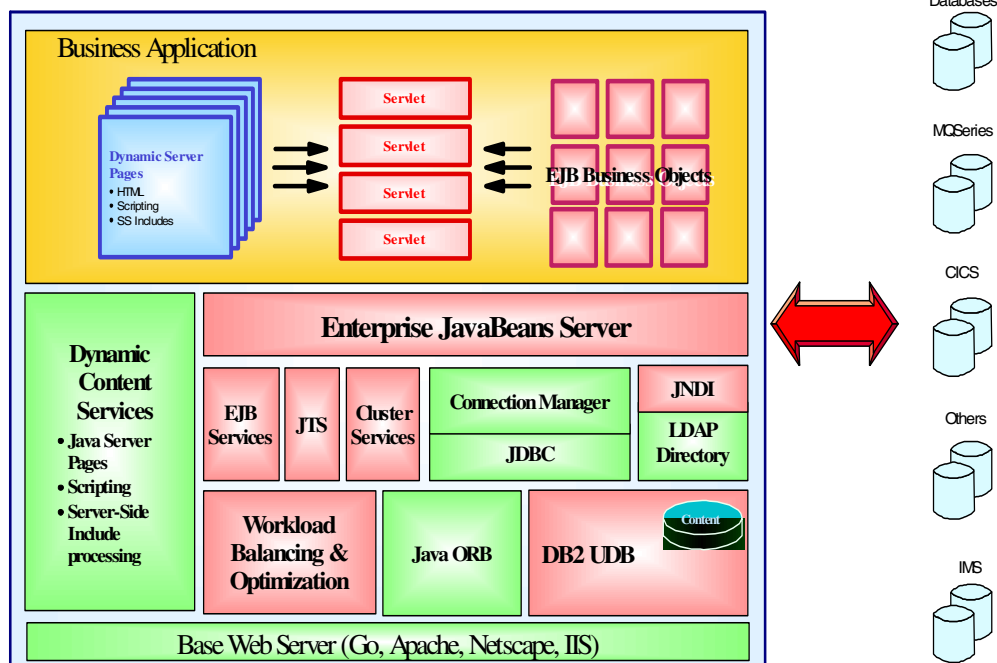 Business Application
Dynamic Server
Pages
• HTML
• Scripting
• SS Includes
Servlet
Servlet
Servlet
Servlet
EJB Business Objects
Dynamic
Content
Services
• Java Server
Pages
• Scripting
• Server-Side
Include
processing
Enterprise JavaBeans Server
EJB
Services
JTS
Cluster
Services
Connection Manager
JDBC
JNDI
LDAP
Directory
Workload
Balancing &
Optimization
Java ORB
DB2 UDB
Content
Base Web Server (Go, Apache, Netscape, IIS)
Databases
MQSeries
CICS
Others
IMS